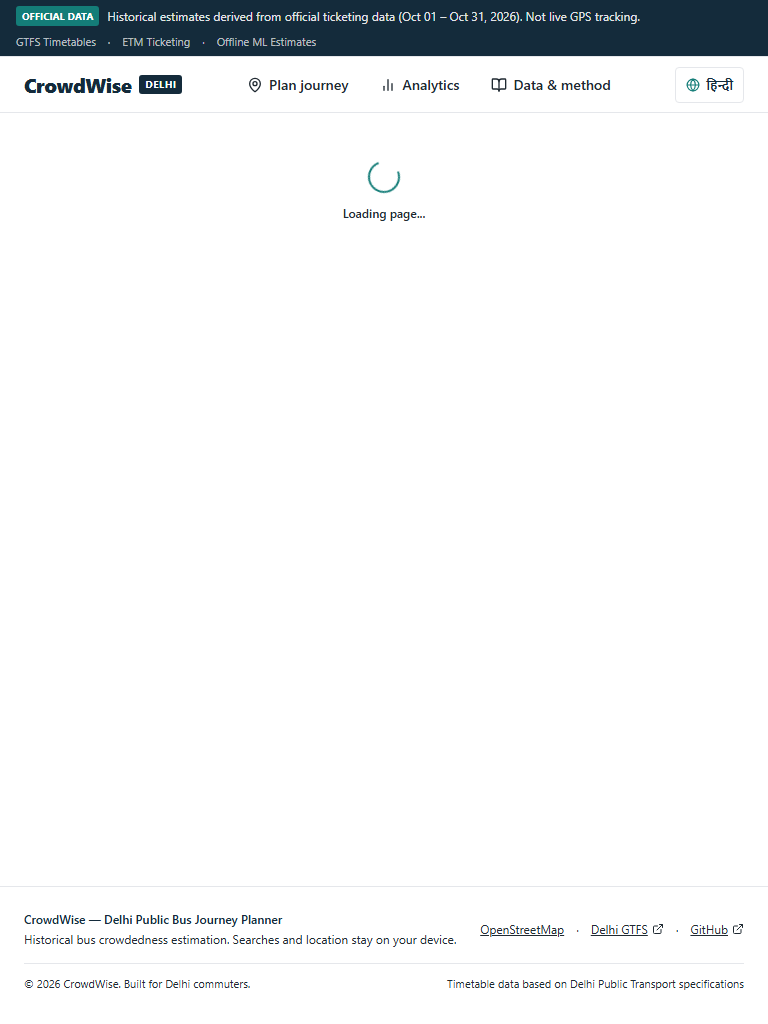 OFFICIAL DATA Historical estimates derived from official ticketing data (Oct 01 – Oct 31, 2026). Not live GPS tracking.
GTFS Timetables · ETM Ticketing · Offline ML Estimates
CrowdWise DELHI Plan journey Analytics Data & method हिन्दी
Loading page...
CrowdWise — Delhi Public Bus Journey Planner
Historical bus crowdedness estimation. Searches and location stay on your device.
OpenStreetMap · Delhi GTFS · GitHub
© 2026 CrowdWise. Built for Delhi commuters. Timetable data based on Delhi Public Transport specifications